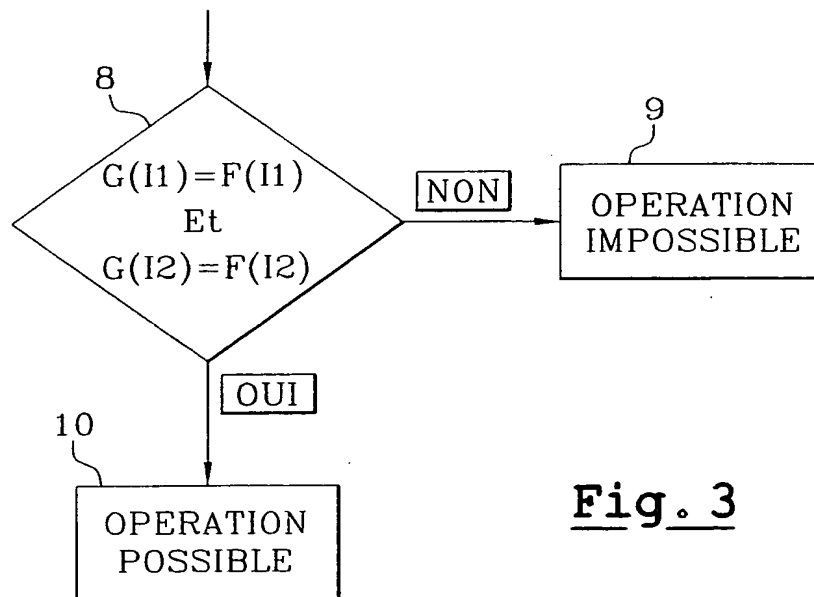 8
G(I1)=F(I1)
Et
G(I2)=F(I2)
NON
9
OPERATION
IMPOSSIBLE
OUI
10
OPERATION
POSSIBLE
Fig. 3